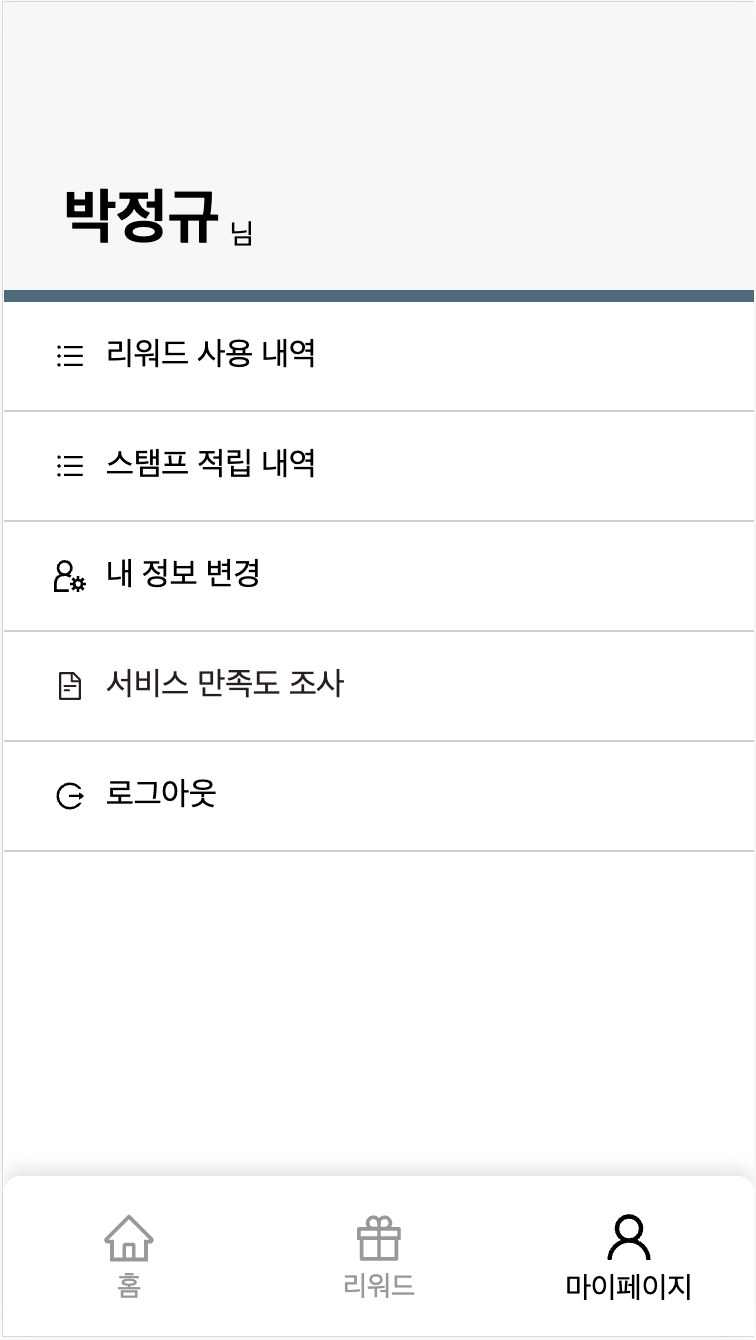 박정규 님
리워드 사용 내역
스탬프 적립 내역
내 정보 변경
서비스 만족도 조사
로그아웃
홈
리워드
마이페이지